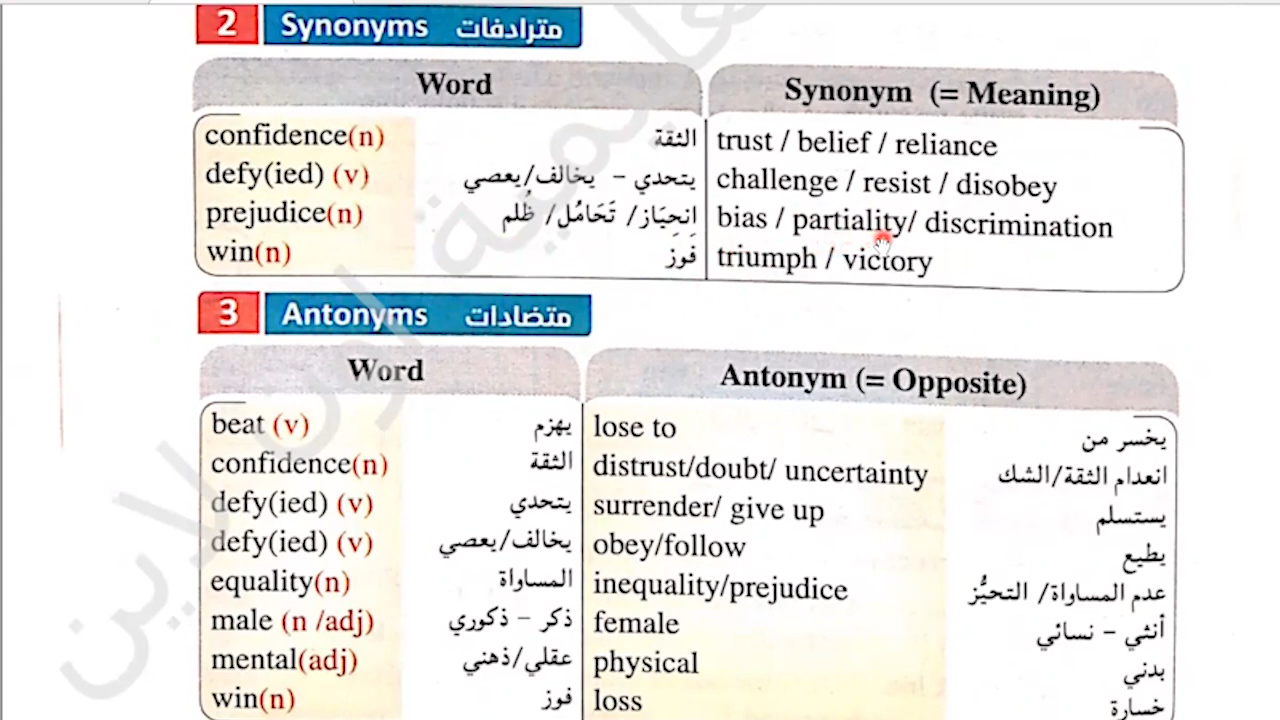 2 Synonyms مترادفات
Word Synonym (= Meaning)
confidence(n) الثقة trust / belief / reliance
defy(ied) (v) يتحدي - يخالف/يعصي challenge / resist / disobey
prejudice(n) اِنحِيَاز/ تَحَامُل/ ظُلم bias / partiality/ discrimination
win(n) فوز triumph / victory
3 Antonyms متضادات
Word Antonym (= Opposite)
beat (v) يهزم lose to يخسر من
confidence(n) الثقة distrust/doubt/ uncertainty انعدام الثقة/الشك
defy(ied) (v) يتحدي surrender/ give up يستسلم
defy(ied) (v) يخالف/يعصي obey/follow يطيع
equality(n) المساواة inequality/prejudice عدم المساواة/ التحيُّز
male (n /adj) ذكر - ذكوري female أنثي - نسائي
mental(adj) عقلي/ذهني physical بدني
win(n) فوز loss خسارة